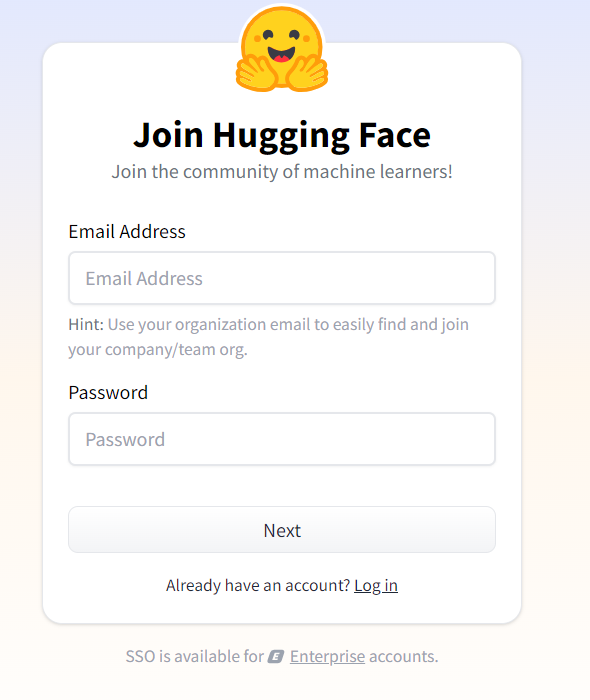 Join Hugging Face
Join the community of machine learners!
Email Address
Email Address
Hint: Use your organization email to easily find and join
your company/team org.
Password
Password
Next
Already have an account? Log in
SSO is available for E Enterprise accounts.